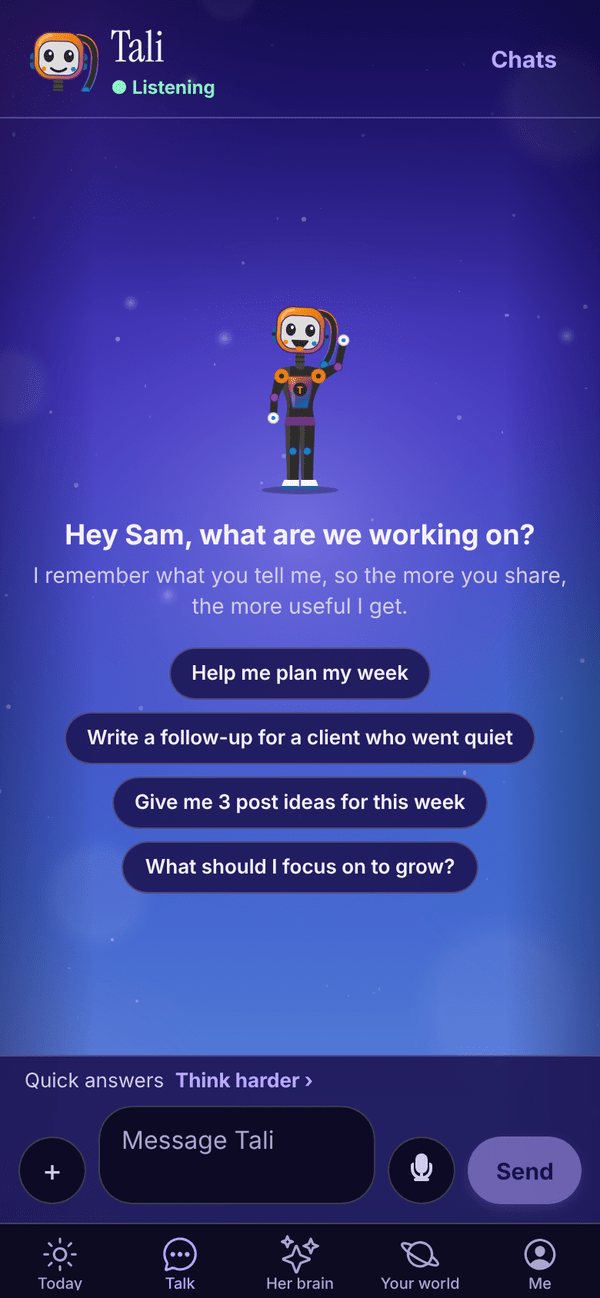 Tali
Listening
Chats
T
Hey Sam, what are we working on?
I remember what you tell me, so the more you share,
the more useful I get.
Help me plan my week
Write a follow-up for a client who went quiet
Give me 3 post ideas for this week
What should I focus on to grow?
Quick answers Think harder ›
Message Tali
+
Send
Today
Talk
Her brain
Your world
Me